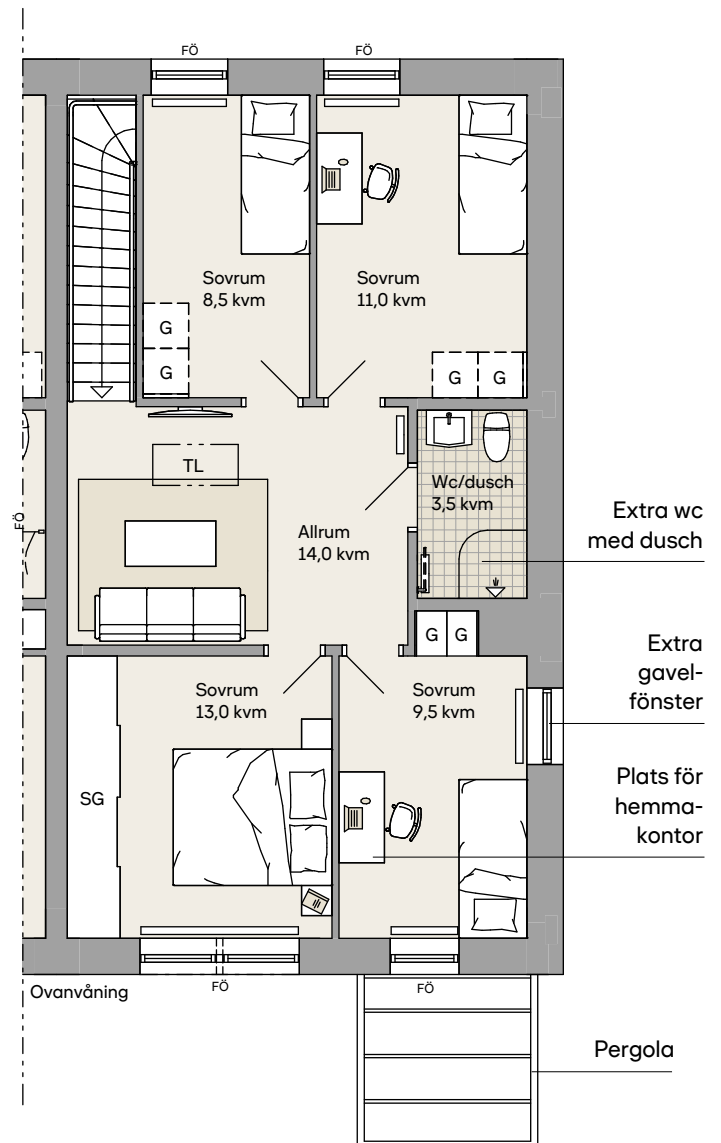 FÖ
FÖ
Sovrum
8,5 kvm
Sovrum
11,0 kvm
G
G
G
G
TL
Wc/dusch
3,5 kvm
FÖ
Allrum
14,0 kvm
Extra wc
med dusch
G
G
Extra
gavel-
fönster
Sovrum
13,0 kvm
Sovrum
9,5 kvm
Plats för
hemma-
kontor
SG
Ovanvåning
FÖ
FÖ
Pergola